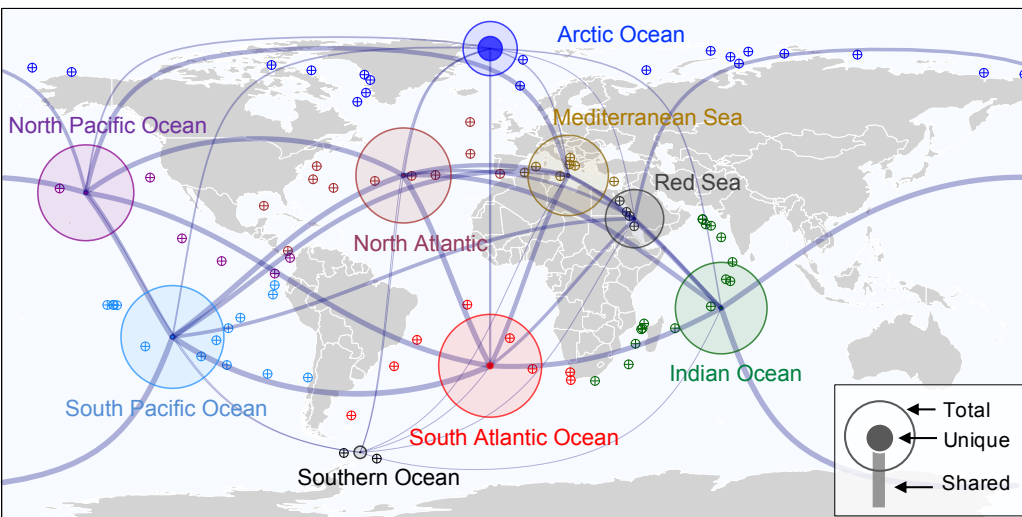 Arctic Ocean
North Pacific Ocean
Mediterranean Sea
Red Sea
North Atlantic
Indian Ocean
South Pacific Ocean
South Atlantic Ocean
Southern Ocean
Total
Unique
Shared